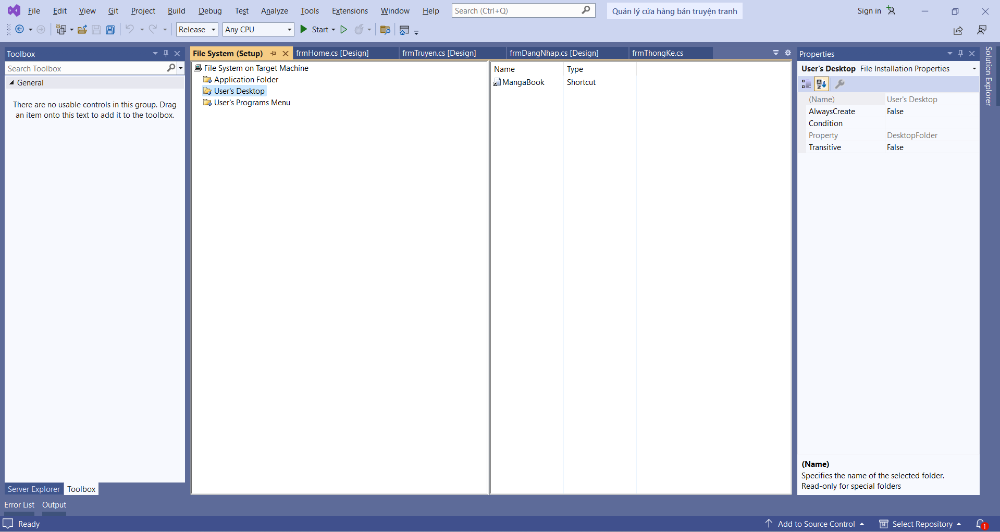 File Edit View Git Project Build Debug Test Analyze Tools Extensions Window Help Search (Ctrl+Q) Quản lý cửa hàng bán truyện tranh Sign in
Release Any CPU Start
Toolbox
Search Toolbox
General
There are no usable controls in this group. Drag
an item onto this text to add it to the toolbox.
Server Explorer Toolbox
File System (Setup) frmHome.cs [Design] frmTruyen.cs [Design] frmDangNhap.cs [Design] frmThongKe.cs
File System on Target Machine
Application Folder
User's Desktop
User's Programs Menu
Name Type
MangaBook Shortcut
Properties
User's Desktop File Installation Properties
(Name) User's Desktop
AlwaysCreate False
Condition
Property DesktopFolder
Transitive False
(Name)
Specifies the name of the selected folder.
Read-only for special folders
Solution Explorer
Error List Output
Ready Add to Source Control Select Repository 1